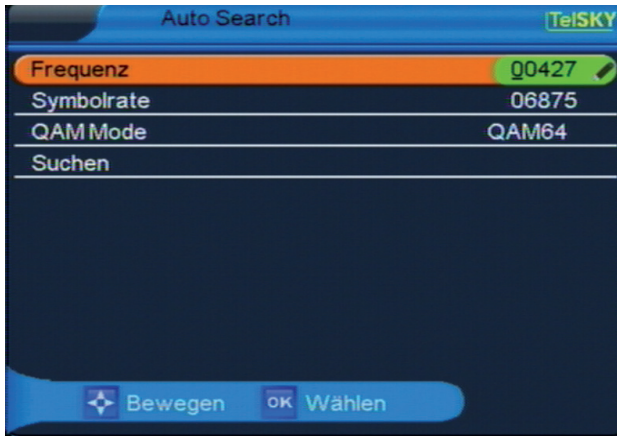 Auto Search TelSKY
Frequenz 00427
Symbolrate 06875
QAM Mode QAM64
Suchen
Bewegen OK Wählen